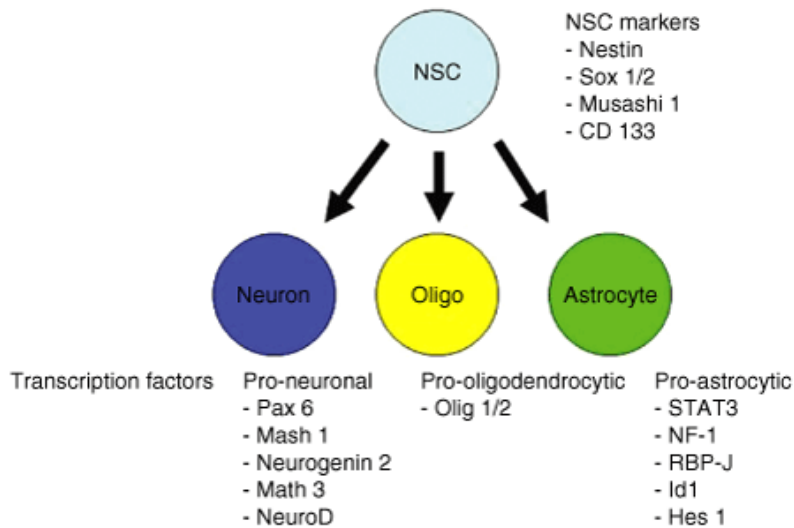 NSC markers
- Nestin
- Sox 1/2
- Musashi 1
- CD 133
NSC
Neuron
Oligo
Astrocyte
Transcription factors
Pro-neuronal
- Pax 6
- Mash 1
- Neurogenin 2
- Math 3
- NeuroD
Pro-oligodendrocytic
- Olig 1/2
Pro-astrocytic
- STAT3
- NF-1
- RBP-J
- Id1
- Hes 1